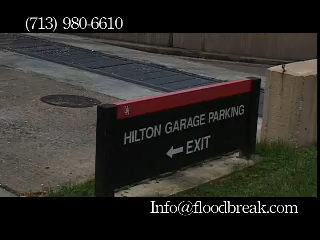 (713) 980-6610
HILTON GARAGE PARKING
← EXIT
Info@floodbreak.com